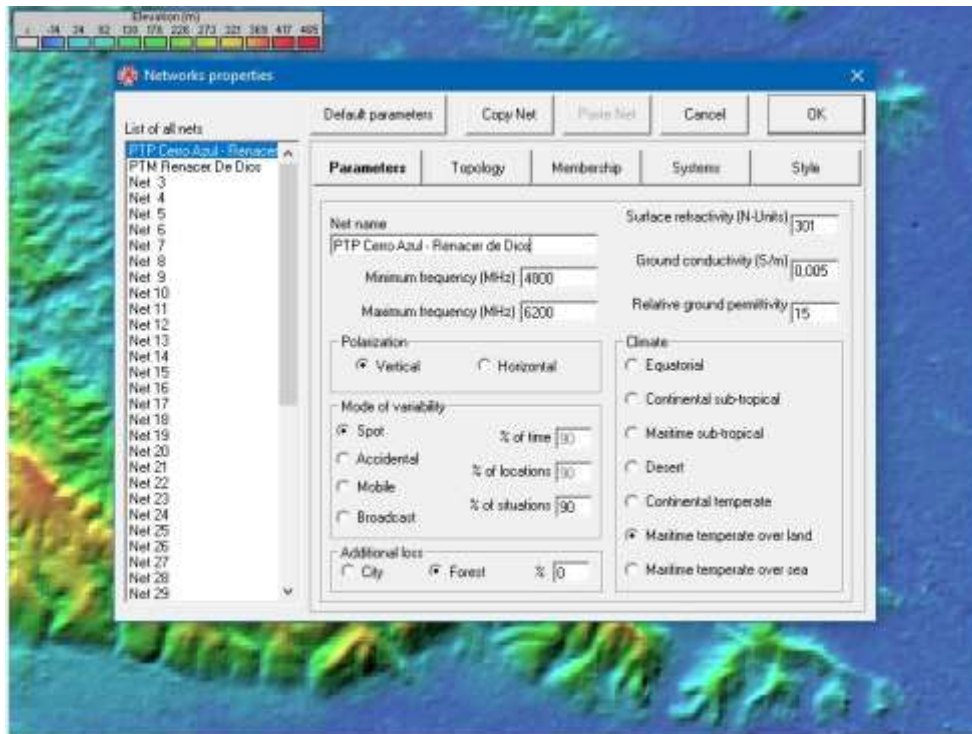 Elevation (m)
-14 34 82 130 178 226 273 321 369 417 465
Networks properties
Default parameters Copy Net Paste Net Cancel OK
List of all nets
PTP Cerro Azul - Renacer
PTM Renacer De Dios
Net 3
Net 4
Net 5
Net 6
Net 7
Net 8
Net 9
Net 10
Net 11
Net 12
Net 13
Net 14
Net 15
Net 16
Net 17
Net 18
Net 19
Net 20
Net 21
Net 22
Net 23
Net 24
Net 25
Net 26
Net 27
Net 28
Net 29
Parameters Topology Membership Systems Style
Net name
PTP Cerro Azul - Renacer de Dios
Minimum frequency (MHz) 4800
Maximum frequency (MHz) 6200
Polarization
Vertical Horizontal
Mode of variability
Spot
Accidental
Mobile
Broadcast
% of time 90
% of locations 90
% of situations 90
Additional loss
City Forest % 0
Surface refractivity (N-Units) 301
Ground conductivity (S/m) 0,005
Relative ground permittivity 15
Climate
Equatorial
Continental sub-tropical
Maritime sub-tropical
Desert
Continental temperate
Maritime temperate over land
Maritime temperate over sea